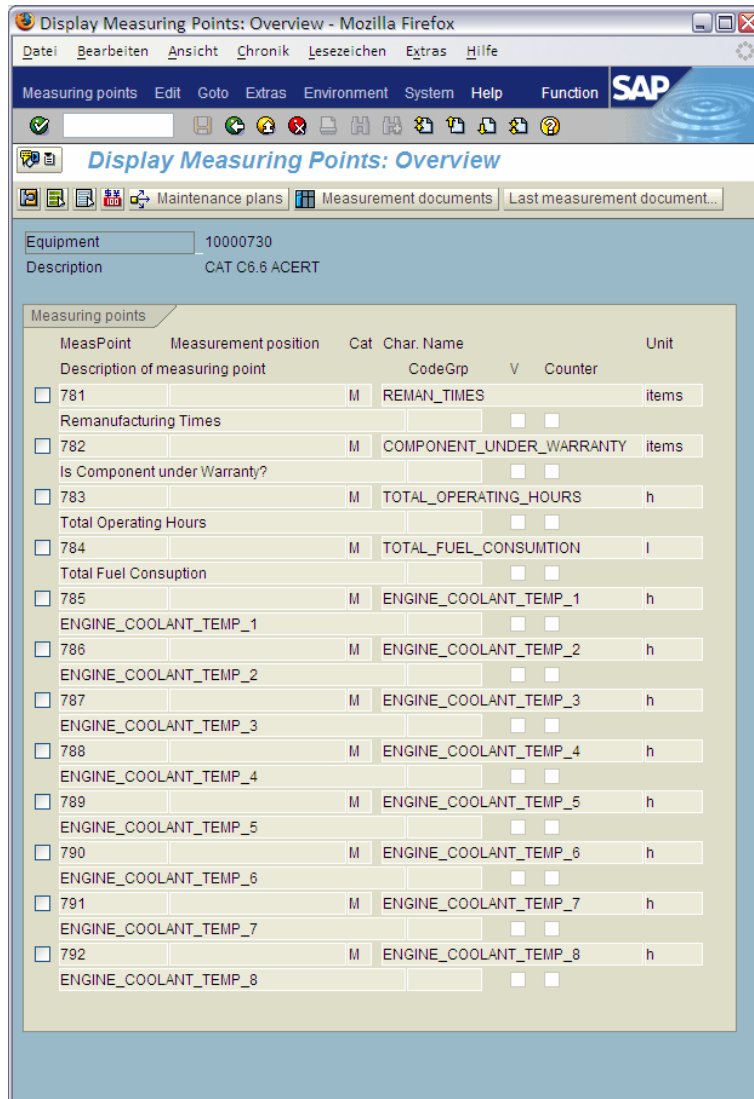 Display Measuring Points: Overview - Mozilla Firefox
Datei Bearbeiten Ansicht Chronik Lesezeichen Extras Hilfe
Measuring points Edit Goto Extras Environment System Help Function SAP
Display Measuring Points: Overview
Maintenance plans Measurement documents Last measurement document...
Equipment 10000730
Description CAT C6.6 ACERT
Measuring points
MeasPoint Measurement position Cat Char. Name Unit
Description of measuring point CodeGrp V Counter
781 M REMAN_TIMES items
Remanufacturing Times
782 M COMPONENT_UNDER_WARRANTY items
Is Component under Warranty?
783 M TOTAL_OPERATING_HOURS h
Total Operating Hours
784 M TOTAL_FUEL_CONSUMTION l
Total Fuel Consuption
785 M ENGINE_COOLANT_TEMP_1 h
ENGINE_COOLANT_TEMP_1
786 M ENGINE_COOLANT_TEMP_2 h
ENGINE_COOLANT_TEMP_2
787 M ENGINE_COOLANT_TEMP_3 h
ENGINE_COOLANT_TEMP_3
788 M ENGINE_COOLANT_TEMP_4 h
ENGINE_COOLANT_TEMP_4
789 M ENGINE_COOLANT_TEMP_5 h
ENGINE_COOLANT_TEMP_5
790 M ENGINE_COOLANT_TEMP_6 h
ENGINE_COOLANT_TEMP_6
791 M ENGINE_COOLANT_TEMP_7 h
ENGINE_COOLANT_TEMP_7
792 M ENGINE_COOLANT_TEMP_8 h
ENGINE_COOLANT_TEMP_8